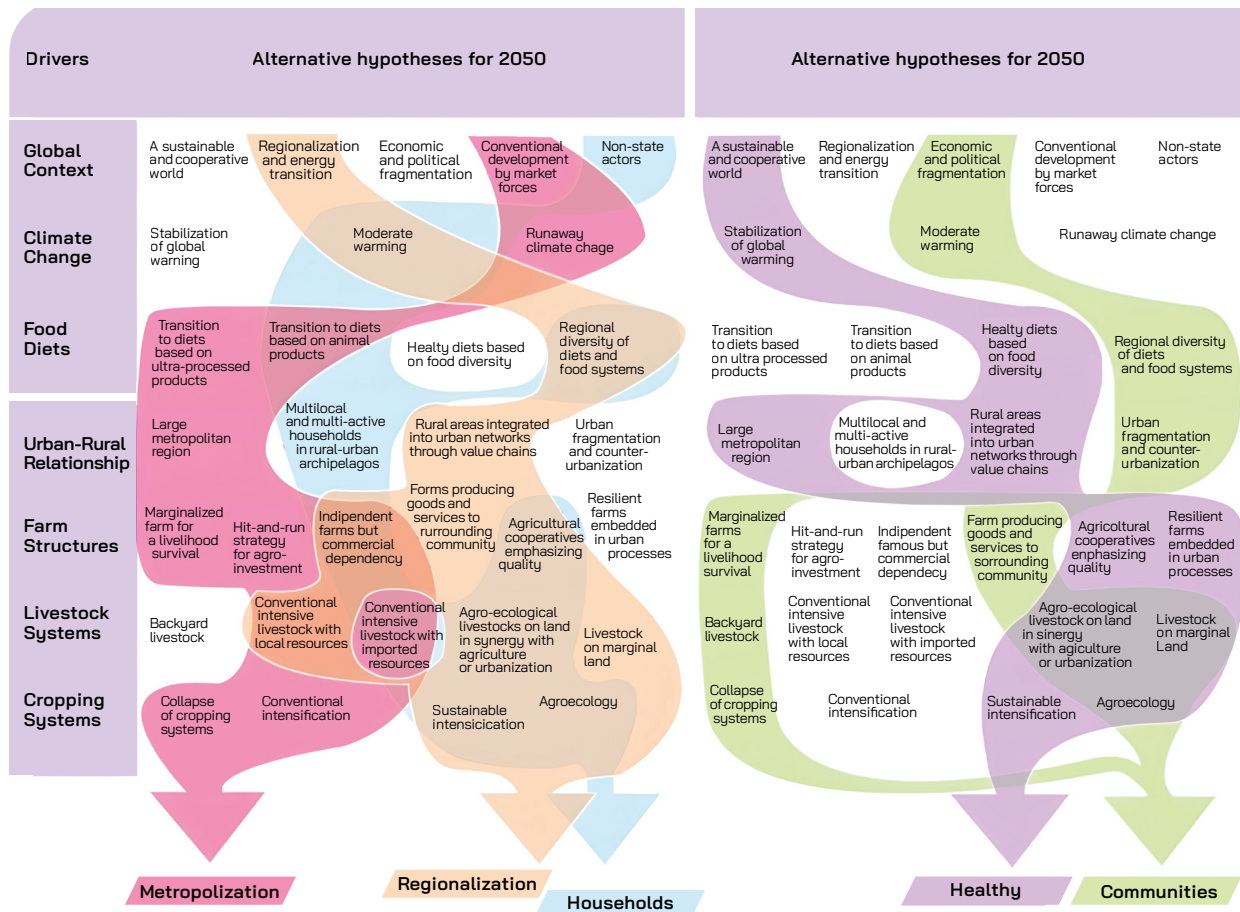 Drivers
Alternative hypotheses for 2050
Alternative hypotheses for 2050
Global
Context
A sustainable
and cooperative
world
Regionalization
and energy
transition
Economic
and political
fragmentation
Conventional
development
by market
forces
Non-state
actors
A sustainable
and cooperative
world
Regionalization
and energy
transition
Economic
and political
fragmentation
Conventional
development
by market
forces
Non-state
actors
Climate
Change
Stabilization
of global
warning
Moderate
warming
Runaway
climate chage
Stabilization
of global
warming
Moderate
warming
Runaway climate change
Food
Diets
Transition
to diets
based on
ultra-processed
products
Transition to diets
based on animal
products
Healty diets based
on food diversity
Regional
diversity of
diets and
food systems
Transition
to diets based
on ultra processed
products
Transition
to diets based
on animal
products
Healty diets
based
on food
diversity
Regional diversity
of diets
and food systems
Urban-Rural
Relationship
Large
metropolitan
region
Multilocal
and multi-active
households
in rural-urban
archipelagos
Rural areas integrated
into urban networks
through value chains
Urban
fragmentation
and counter-
urbanization
Large
metropolitan
region
Multilocal and
multi-active
households in rural-
urban archipelagos
Rural areas
integrated
into urban
networks through
value chains
Urban
fragmentation
and counter-
urbanization
Farm
Structures
Marginalized
farm for
a livelihood
survival
Hit-and-run
strategy
for agro-
investment
Indipendent
farms but
commercial
dependency
Forms producing
goods and
services to
rurrounding
community
Agricultural
cooperatives
emphasizing
quality
Resilient
farms
embedded
in urban
processes
Marginalized
farms
for a
livelihood
survival
Hit-and-run
strategy
for agro-
investment
Indipendent
famous but
commercial
dependecy
Farm producing
goods and
services to
sorrounding
community
Agricoltural
cooperatives
enphasizing
quality
Resilient
farms
embedded
in urban
processes
Livestock
Systems
Backyard
livestock
Conventional
intensive
livestock with
local resources
Conventional
intensive
livestock with
imported
resources
Agro-ecological
livestocks on land
in synergy with
agriculture
or urbanization
Livestock
on marginal
land
Backyard
livestock
Conventional
intensive
livestock
with local
resources
Conventional
intensive
livestock
with imported
resources
Agro-ecological
livestock on land
in sinergy
with agiculture
or urbanization
Livestock
on marginal
Land
Cropping
Systems
Collapse
of cropping
systems
Conventional
intensification
Sustainable
intensicication
Agroecology
Collapse
of cropping
systems
Conventional
intensification
Sustainable
intensification
Agroecology
Metropolization
Regionalization
Households
Healthy
Communities